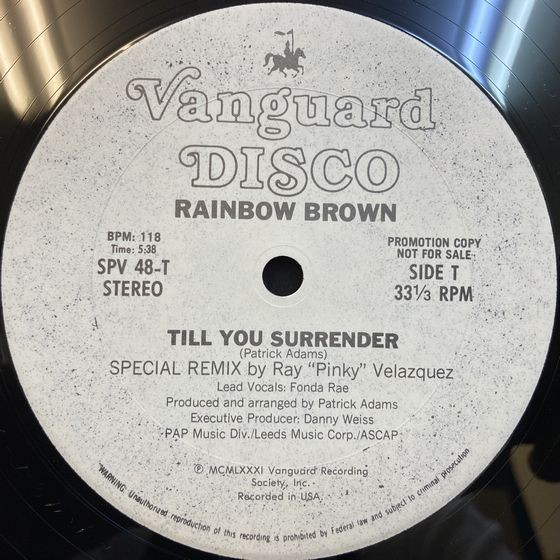 Vanguard
DISCO
RAINBOW BROWN
BPM: 118
Time: 5:38
SPV 48-T
STEREO
PROMOTION COPY
NOT FOR SALE
SIDE T
33 1/3 RPM
TILL YOU SURRENDER
(Patrick Adams)
SPECIAL REMIX by Ray "Pinky" Velazquez
Lead Vocals: Fonda Rae
Produced and arranged by Patrick Adams
Executive Producer: Danny Weiss
PAP Music Div./Leeds Music Corp./ASCAP
℗ MCMLXXXI Vanguard Recording
Society, Inc.
Recorded in USA.
"WARNING: Unauthorized reproduction of this recording is prohibited by Federal law and subject to criminal prosecution